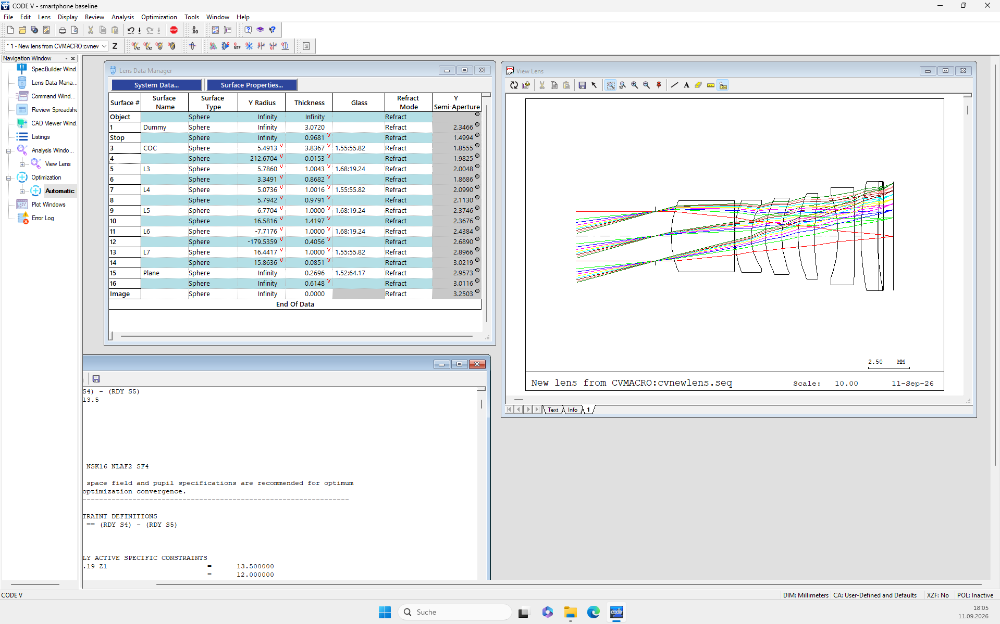 CODE V - smartphone baseline
File Edit Lens Display Review Analysis Optimization Tools Window Help
* 1 - New lens from CVMACRO:cvnew
Navigation Window
SpecBuilder Wind.
Lens Data Mana...
Command Wind...
Review Spreadshe
CAD Viewer Wind.
Listings
Analysis Windo...
View Lens
Optimization
Automatic
Plot Windows
Error Log
Lens Data Manager
System Data... Surface Properties...
Surface # Surface Name Surface Type Y Radius Thickness Glass Refract Mode Y Semi-Aperture
Object Sphere Infinity Infinity Refract
1 Dummy Sphere Infinity 3.0720 Refract 2.3466
Stop Sphere Infinity 0.9681 V Refract 1.4994
3 COC Sphere 5.4913 V 3.8367 V 1.55:55.82 Refract 1.8555
4 Sphere 212.6704 V 0.0153 V Refract 1.9825
5 L3 Sphere 5.7860 V 1.0043 V 1.68:19.24 Refract 2.0048
6 Sphere 3.3491 V 0.8682 V Refract 1.8686
7 L4 Sphere 5.0736 V 1.0016 V 1.55:55.82 Refract 2.0990
8 Sphere 5.7942 V 0.9791 V Refract 2.1130
9 L5 Sphere 6.7704 V 1.0000 V 1.68:19.24 Refract 2.3746
10 Sphere 16.5816 V 1.4197 V Refract 2.3676
11 L6 Sphere -7.7176 V 1.0000 V 1.68:19.24 Refract 2.4384
12 Sphere -179.5359 V 0.4056 V Refract 2.6890
13 L7 Sphere 16.4417 V 1.0000 V 1.55:55.82 Refract 2.8966
14 Sphere 15.8636 V 0.0851 V Refract 3.0219
15 Plane Sphere Infinity 0.2696 1.52:64.17 Refract 2.9573
16 Sphere Infinity 0.6148 V Refract 3.0116
Image Sphere Infinity 0.0000 Refract 3.2503
End Of Data
View Lens
2.50 MM
New lens from CVMACRO:cvnewlens.seq Scale: 10.00 11-Sep-26
Text Info 1
S4) - (RDY S5)
13.5
NSK16 NLAF2 SF4
space field and pupil specifications are recommended for optimum
optimization convergence.
TRAINT DEFINITIONS
== (RDY S4) - (RDY S5)
LY ACTIVE SPECIFIC CONSTRAINTS
.19 Z1 = 13.500000
= 12.000000
CODE V
DIM: Millimeters CA: User-Defined and Defaults XZF: No POL: Inactive
Suche
18:05
11.09.2026